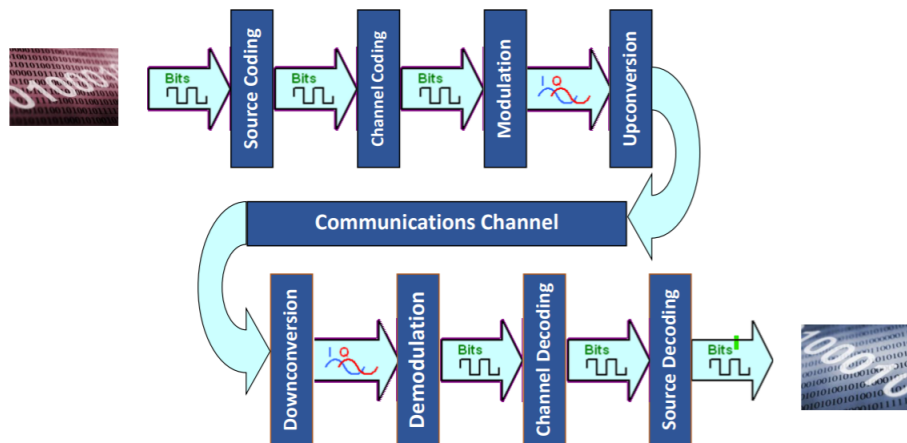 Bits
Source Coding
Bits
Channel Coding
Bits
Modulation
I Q
Upconversion
Communications Channel
Downconversion
I Q
Demodulation
Bits
Channel Decoding
Bits
Source Decoding
Bits